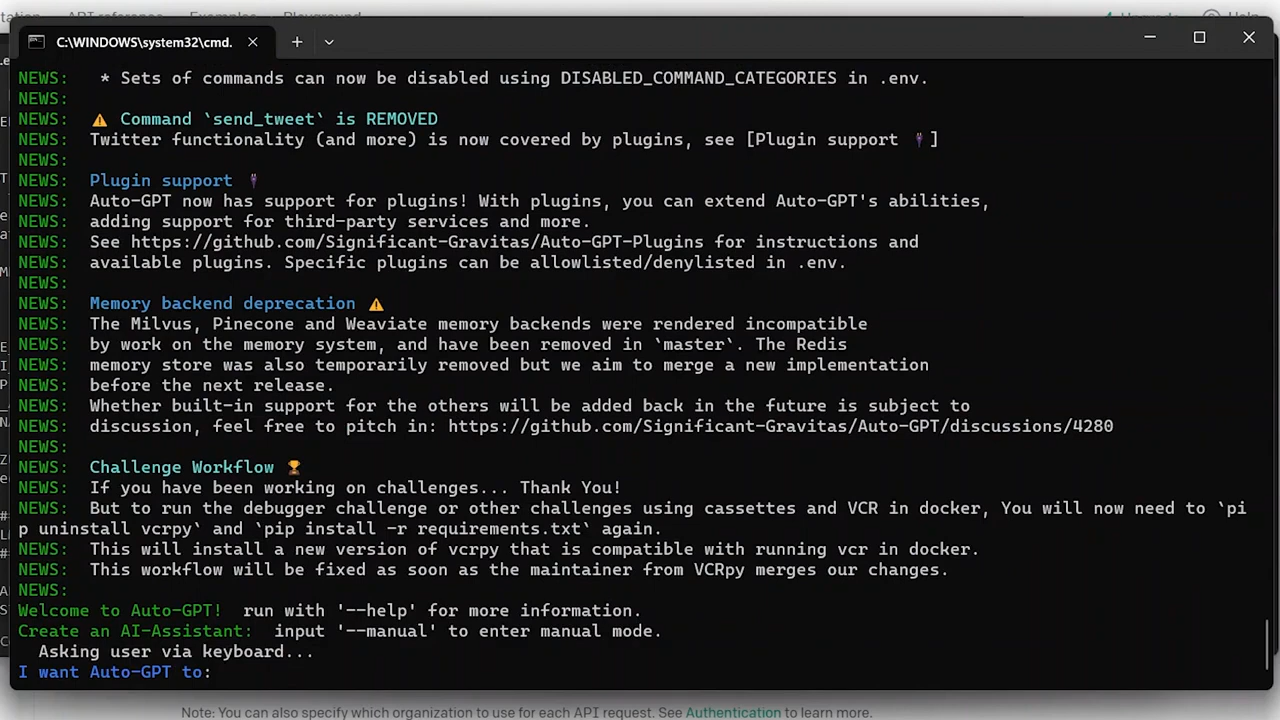 API reference Examples Playground Upgrade Help
C:\WINDOWS\system32\cmd.
NEWS: * Sets of commands can now be disabled using DISABLED_COMMAND_CATEGORIES in .env.
NEWS:
NEWS: ⚠ Command `send_tweet` is REMOVED
NEWS: Twitter functionality (and more) is now covered by plugins, see [Plugin support 🔌]
NEWS:
NEWS: Plugin support 🔌
NEWS: Auto-GPT now has support for plugins! With plugins, you can extend Auto-GPT's abilities,
NEWS: adding support for third-party services and more.
NEWS: See https://github.com/Significant-Gravitas/Auto-GPT-Plugins for instructions and
NEWS: available plugins. Specific plugins can be allowlisted/denylisted in .env.
NEWS:
NEWS: Memory backend deprecation ⚠
NEWS: The Milvus, Pinecone and Weaviate memory backends were rendered incompatible
NEWS: by work on the memory system, and have been removed in `master`. The Redis
NEWS: memory store was also temporarily removed but we aim to merge a new implementation
NEWS: before the next release.
NEWS: Whether built-in support for the others will be added back in the future is subject to
NEWS: discussion, feel free to pitch in: https://github.com/Significant-Gravitas/Auto-GPT/discussions/4280
NEWS:
NEWS: Challenge Workflow 🏆
NEWS: If you have been working on challenges... Thank You!
NEWS: But to run the debugger challenge or other challenges using cassettes and VCR in docker, You will now need to `pi
p uninstall vcrpy` and `pip install -r requirements.txt` again.
NEWS: This will install a new version of vcrpy that is compatible with running vcr in docker.
NEWS: This workflow will be fixed as soon as the maintainer from VCRpy merges our changes.
NEWS:
Welcome to Auto-GPT! run with '--help' for more information.
Create an AI-Assistant: input '--manual' to enter manual mode.
Asking user via keyboard...
I want Auto-GPT to:
Note: You can also specify which organization to use for each API request. See Authentication to learn more.